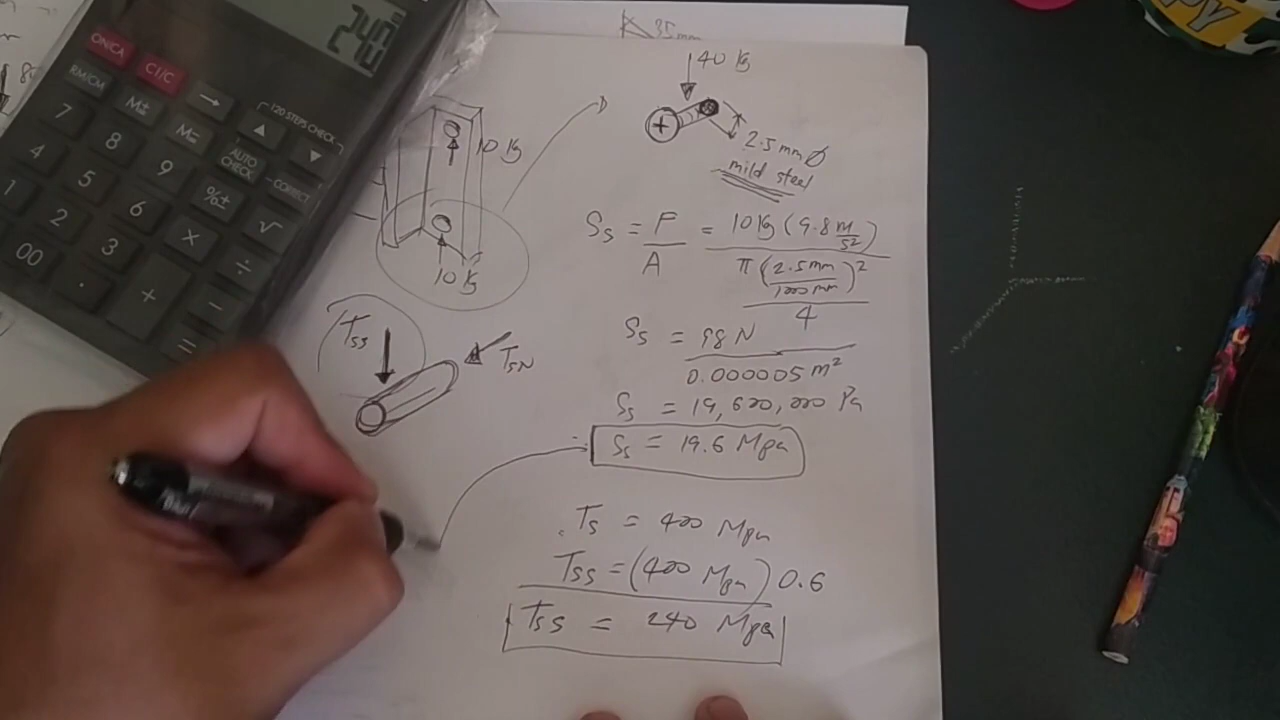 35mm
40 kg
2.5 mm Ø
mild steel
10 kg
10 kg
Ss = F/A = 10 kg (9.8 m/s²) / π (2.5 mm / 1000 mm)² / 4
Ss = 98 N / 0.000005 m²
Ss = 19,600,000 Pa
Ss = 19.6 Mpa
TSS
TSN
Ts = 400 Mpa
Tss = (400 Mpa) 0.6
Tss = 240 Mpa
240
ON/CA
C/C
→
120 STEPS CHECK
RM/CM
M±
M=
▲
▼
7
8
9
AUTO CHECK
CORRECT
4
5
6
%±
√
1
2
3
×
÷
00
.
+
−
=
PY